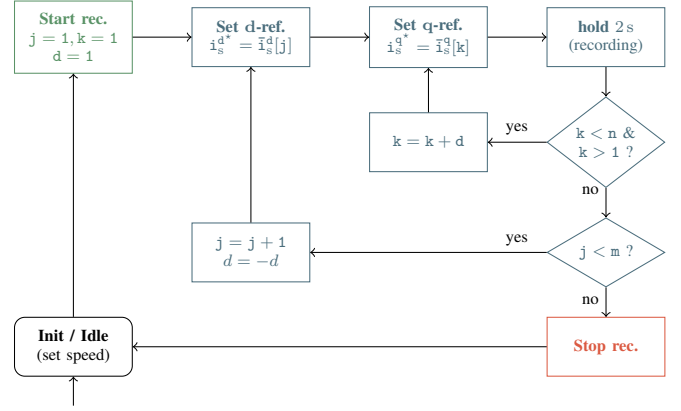 Start rec.
j = 1, k = 1
d = 1
Set d-ref.
i_s^{d*} = ī_s^d[j]
Set q-ref.
i_s^{q*} = ī_s^q[k]
hold 2 s
(recording)
k = k + d
yes
k < n &
k > 1 ?
no
j = j + 1
d = −d
yes
j < m ?
no
Init / Idle
(set speed)
Stop rec.